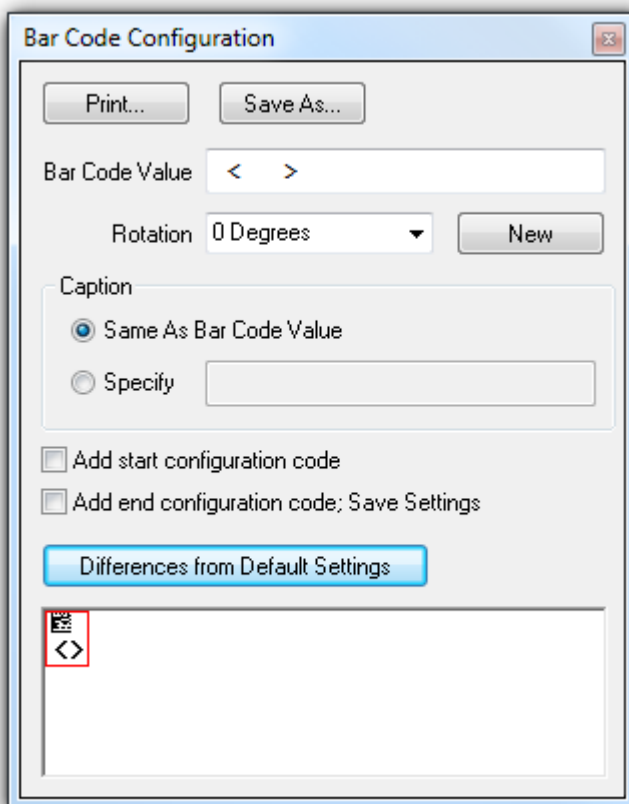 Bar Code Configuration
Print... Save As...
Bar Code Value < >
Rotation 0 Degrees New
Caption
Same As Bar Code Value
Specify
Add start configuration code
Add end configuration code; Save Settings
Differences from Default Settings
<>